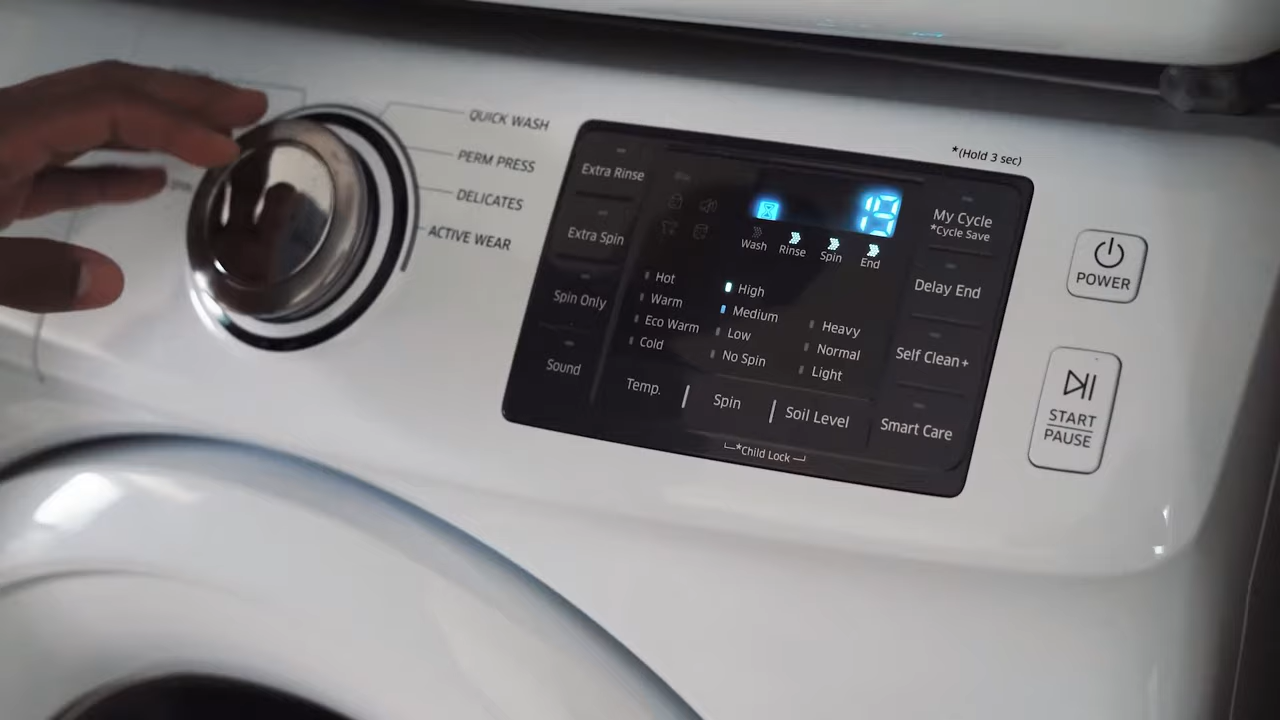 QUICK WASH
PERM PRESS
DELICATES
ACTIVE WEAR
Extra Rinse
Extra Spin
Spin Only
Sound
Wash
Rinse
Spin
End
Hot
Warm
Eco Warm
Cold
High
Medium
Low
No Spin
Heavy
Normal
Light
Temp.
Spin
Soil Level
*Child Lock
*(Hold 3 sec)
My Cycle
*Cycle Save
Delay End
Self Clean+
Smart Care
POWER
START
PAUSE